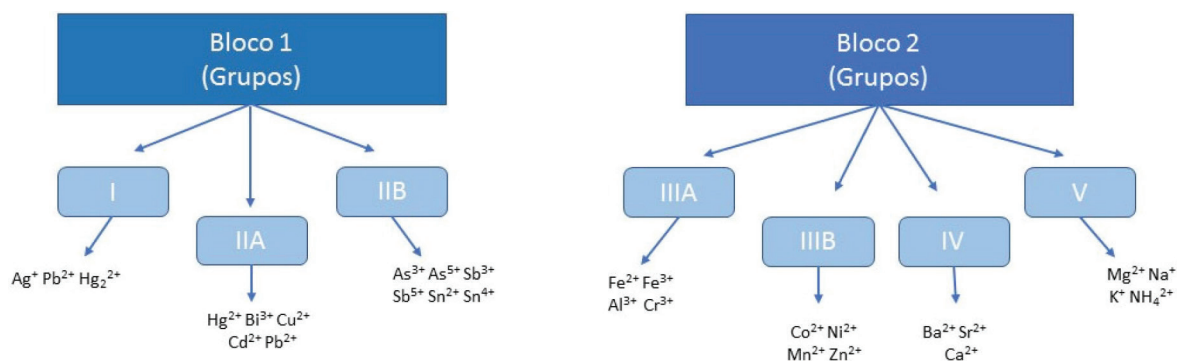 Bloco 1
(Grupos)
I
IIA
IIB
Ag⁺ Pb²⁺ Hg₂²⁺
Hg²⁺ Bi³⁺ Cu²⁺
Cd²⁺ Pb²⁺
As³⁺ As⁵⁺ Sb³⁺
Sb⁵⁺ Sn²⁺ Sn⁴⁺
Bloco 2
(Grupos)
IIIA
IIIB
IV
V
Fe²⁺ Fe³⁺
Al³⁺ Cr³⁺
Co²⁺ Ni²⁺
Mn²⁺ Zn²⁺
Ba²⁺ Sr²⁺
Ca²⁺
Mg²⁺ Na⁺
K⁺ NH₄²⁺